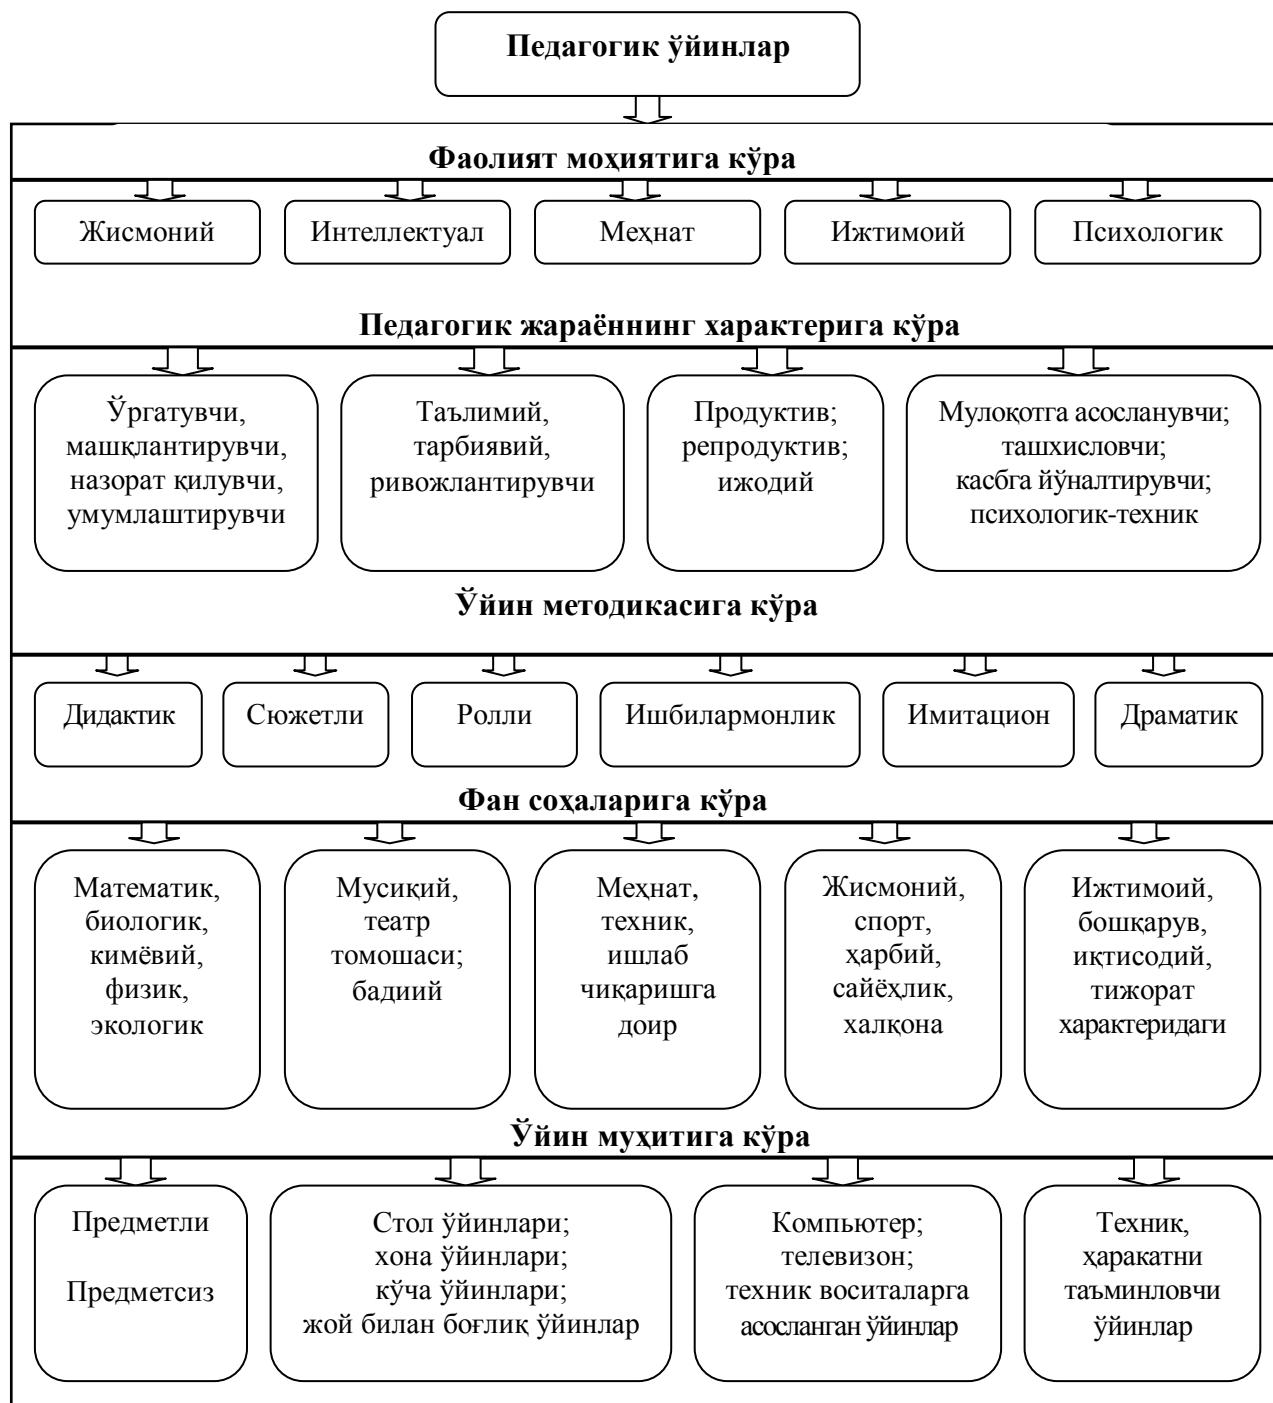 Педагогик ўйинлар
Фаолият моҳиятига кўра
Жисмоний
Интеллектуал
Меҳнат
Ижтимоий
Психологик
Педагогик жараённинг характерига кўра
Ўргатувчи,
машқлантирувчи,
назорат қилувчи,
умумлаштирувчи
Таълимий,
тарбиявий,
ривожлантирувчи
Продуктив;
репродуктив;
ижодий
Мулоқотга асосланувчи;
ташхисловчи;
касбга йўналтирувчи;
психологик-техник
Ўйин методикасига кўра
Дидактик
Сюжетли
Ролли
Ишбилармонлик
Имитацион
Драматик
Фан соҳаларига кўра
Математик,
биологик,
кимёвий,
физик,
экологик
Мусиқий,
театр
томошаси;
бадиий
Меҳнат,
техник,
ишлаб
чиқаришга
доир
Жисмоний,
спорт,
ҳарбий,
сайёҳлик,
халқона
Ижтимоий,
бошқарув,
иқтисодий,
тижорат
характеридаги
Ўйин муҳитига кўра
Предметли
Предметсиз
Стол ўйинлари;
хона ўйинлари;
кўча ўйинлари;
жой билан боғлиқ ўйинлар
Компьютер;
телевизон;
техник воситаларга
асосланган ўйинлар
Техник,
ҳаракатни
таъминловчи
ўйинлар